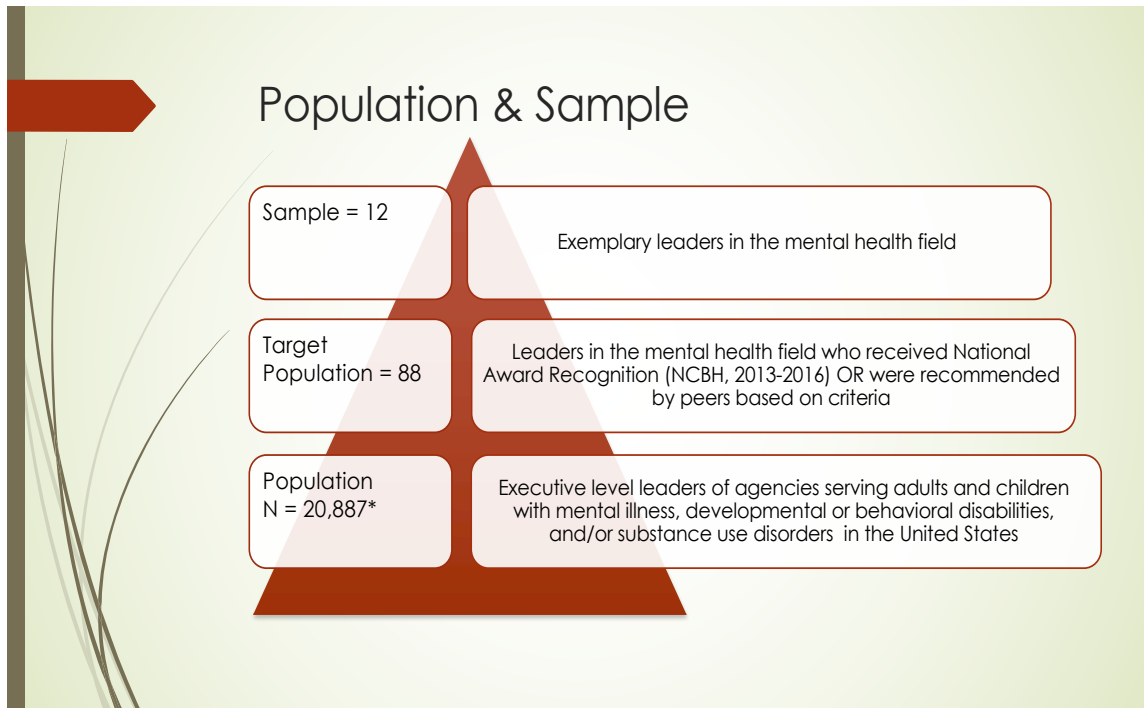 Population & Sample
Sample = 12
Exemplary leaders in the mental health field
Target
Population = 88
Leaders in the mental health field who received National
Award Recognition (NCBH, 2013-2016) OR were recommended
by peers based on criteria
Population
N = 20,887*
Executive level leaders of agencies serving adults and children
with mental illness, developmental or behavioral disabilities,
and/or substance use disorders in the United States